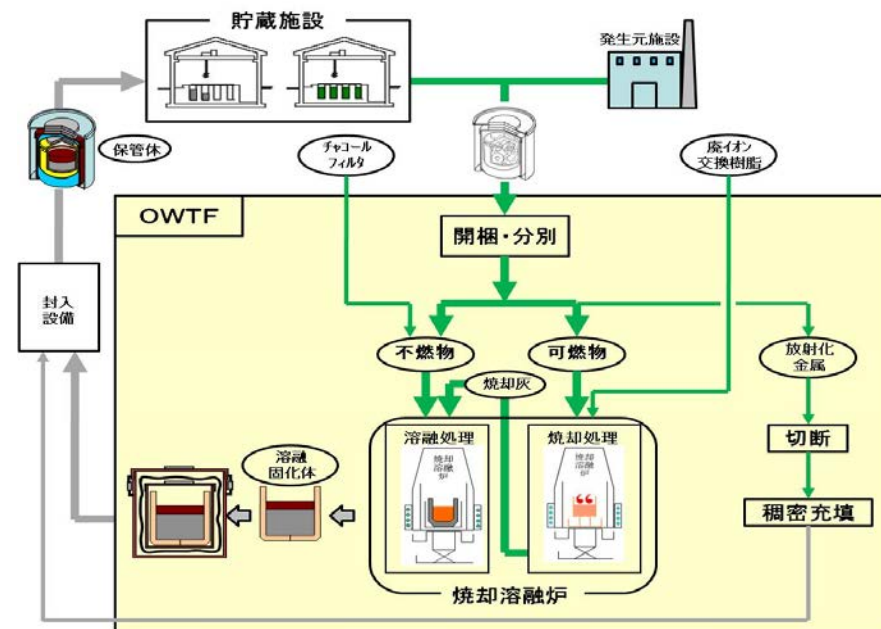 貯蔵施設
発生元施設
保管体
チャコール
フィルタ
廃イオン
交換樹脂
OWTF
開梱・分別
封入
設備
不燃物
可燃物
放射化
金属
焼却灰
溶融処理
焼却処理
切断
焼却
溶融
炉
焼却
溶融
炉
溶融
固化体
稠密充填
焼却溶融炉